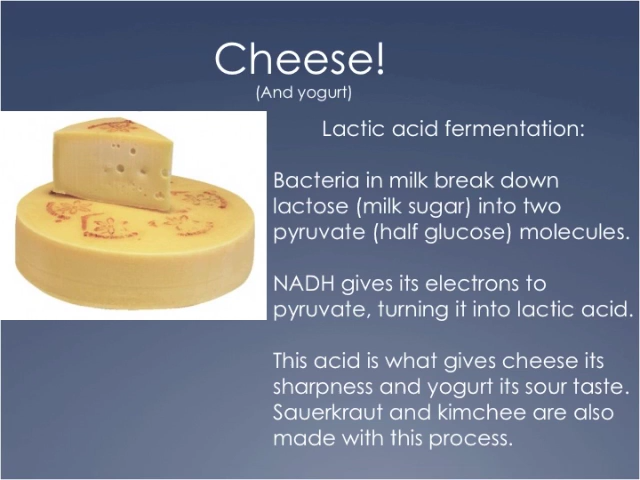 Cheese!
(And yogurt)
Lactic acid fermentation:
Bacteria in milk break down
lactose (milk sugar) into two
pyruvate (half glucose) molecules.
NADH gives its electrons to
pyruvate, turning it into lactic acid.
This acid is what gives cheese its
sharpness and yogurt its sour taste.
Sauerkraut and kimchee are also
made with this process.